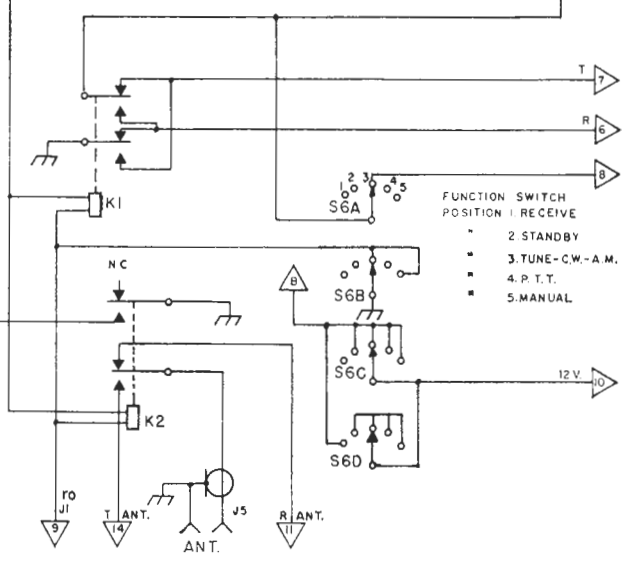 T 7
R 6
8
1 2 3 4 5
S6A
FUNCTION SWITCH
POSITION 1. RECEIVE
" 2. STANDBY
" 3. TUNE-C.W.-A.M.
" 4. P.T.T.
" 5. MANUAL
K1
NC
8
S6B
S6C
12 V. 10
K2
S6D
TO
J1
9
T ANT.
14
J5
ANT.
R ANT.
11